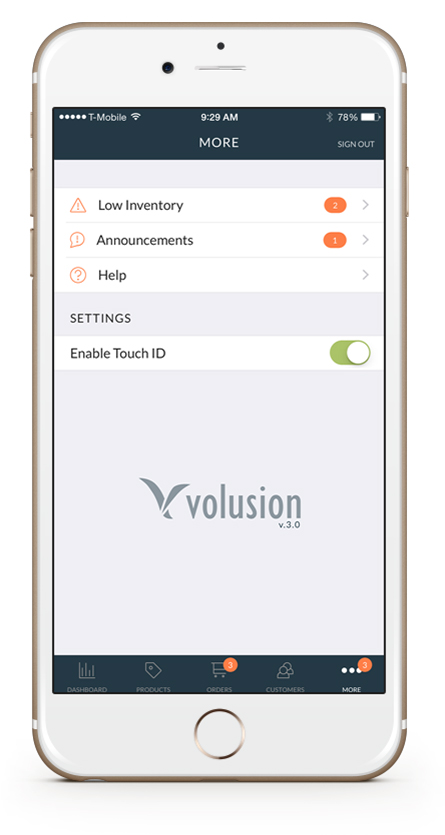 T-Mobile 9:29 AM 78%
MORE SIGN OUT
Low Inventory 2
Announcements 1
Help
SETTINGS
Enable Touch ID
volusion
v.3.0
3 3
DASHBOARD PRODUCTS ORDERS CUSTOMERS MORE